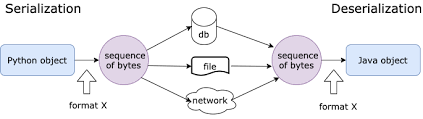 Serialization
Deserialization
Python object
sequence
of bytes
db
file
network
sequence
of bytes
Java object
format X
format X